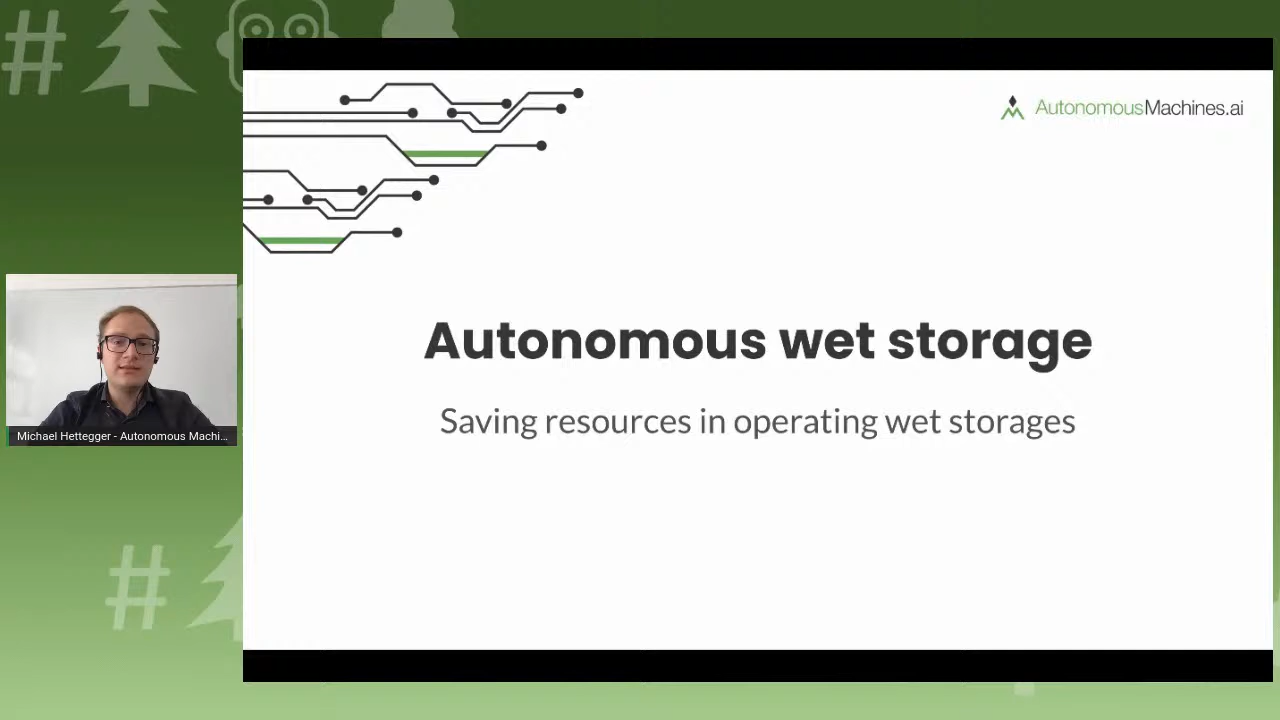 AutonomousMachines.ai
Autonomous wet storage
Saving resources in operating wet storages
Michael Hettegger - Autonomous Machi...
#
#